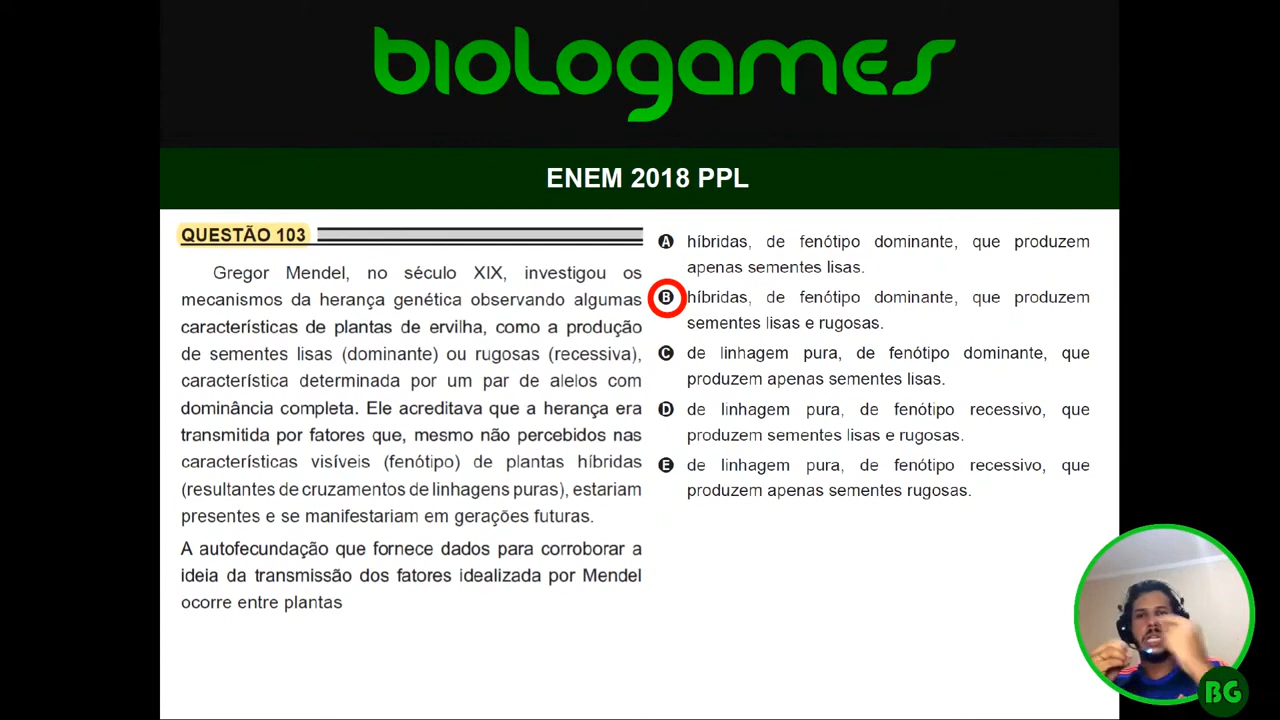 biologames
ENEM 2018 PPL
QUESTÃO 103
Gregor Mendel, no século XIX, investigou os
mecanismos da herança genética observando algumas
características de plantas de ervilha, como a produção
de sementes lisas (dominante) ou rugosas (recessiva),
característica determinada por um par de alelos com
dominância completa. Ele acreditava que a herança era
transmitida por fatores que, mesmo não percebidos nas
características visíveis (fenótipo) de plantas híbridas
(resultantes de cruzamentos de linhagens puras), estariam
presentes e se manifestariam em gerações futuras.
A autofecundação que fornece dados para corroborar a
ideia da transmissão dos fatores idealizada por Mendel
ocorre entre plantas
A híbridas, de fenótipo dominante, que produzem
apenas sementes lisas.
B híbridas, de fenótipo dominante, que produzem
sementes lisas e rugosas.
C de linhagem pura, de fenótipo dominante, que
produzem apenas sementes lisas.
D de linhagem pura, de fenótipo recessivo, que
produzem sementes lisas e rugosas.
E de linhagem pura, de fenótipo recessivo, que
produzem apenas sementes rugosas.
BG